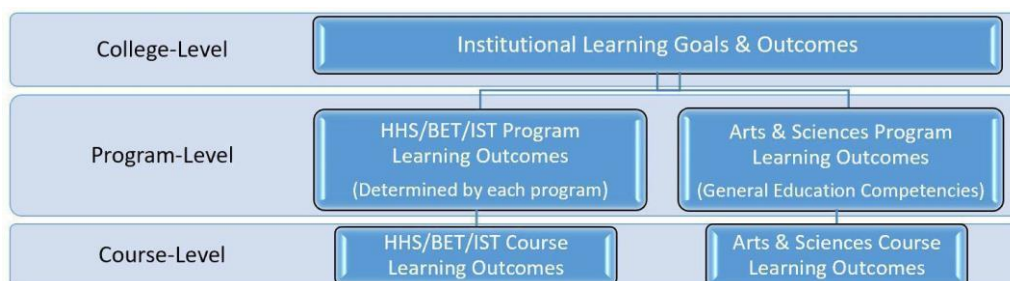 College-Level
Institutional Learning Goals & Outcomes
Program-Level
HHS/BET/IST Program
Learning Outcomes
(Determined by each program)
Arts & Sciences Program
Learning Outcomes
(General Education Competencies)
Course-Level
HHS/BET/IST Course
Learning Outcomes
Arts & Sciences Course
Learning Outcomes